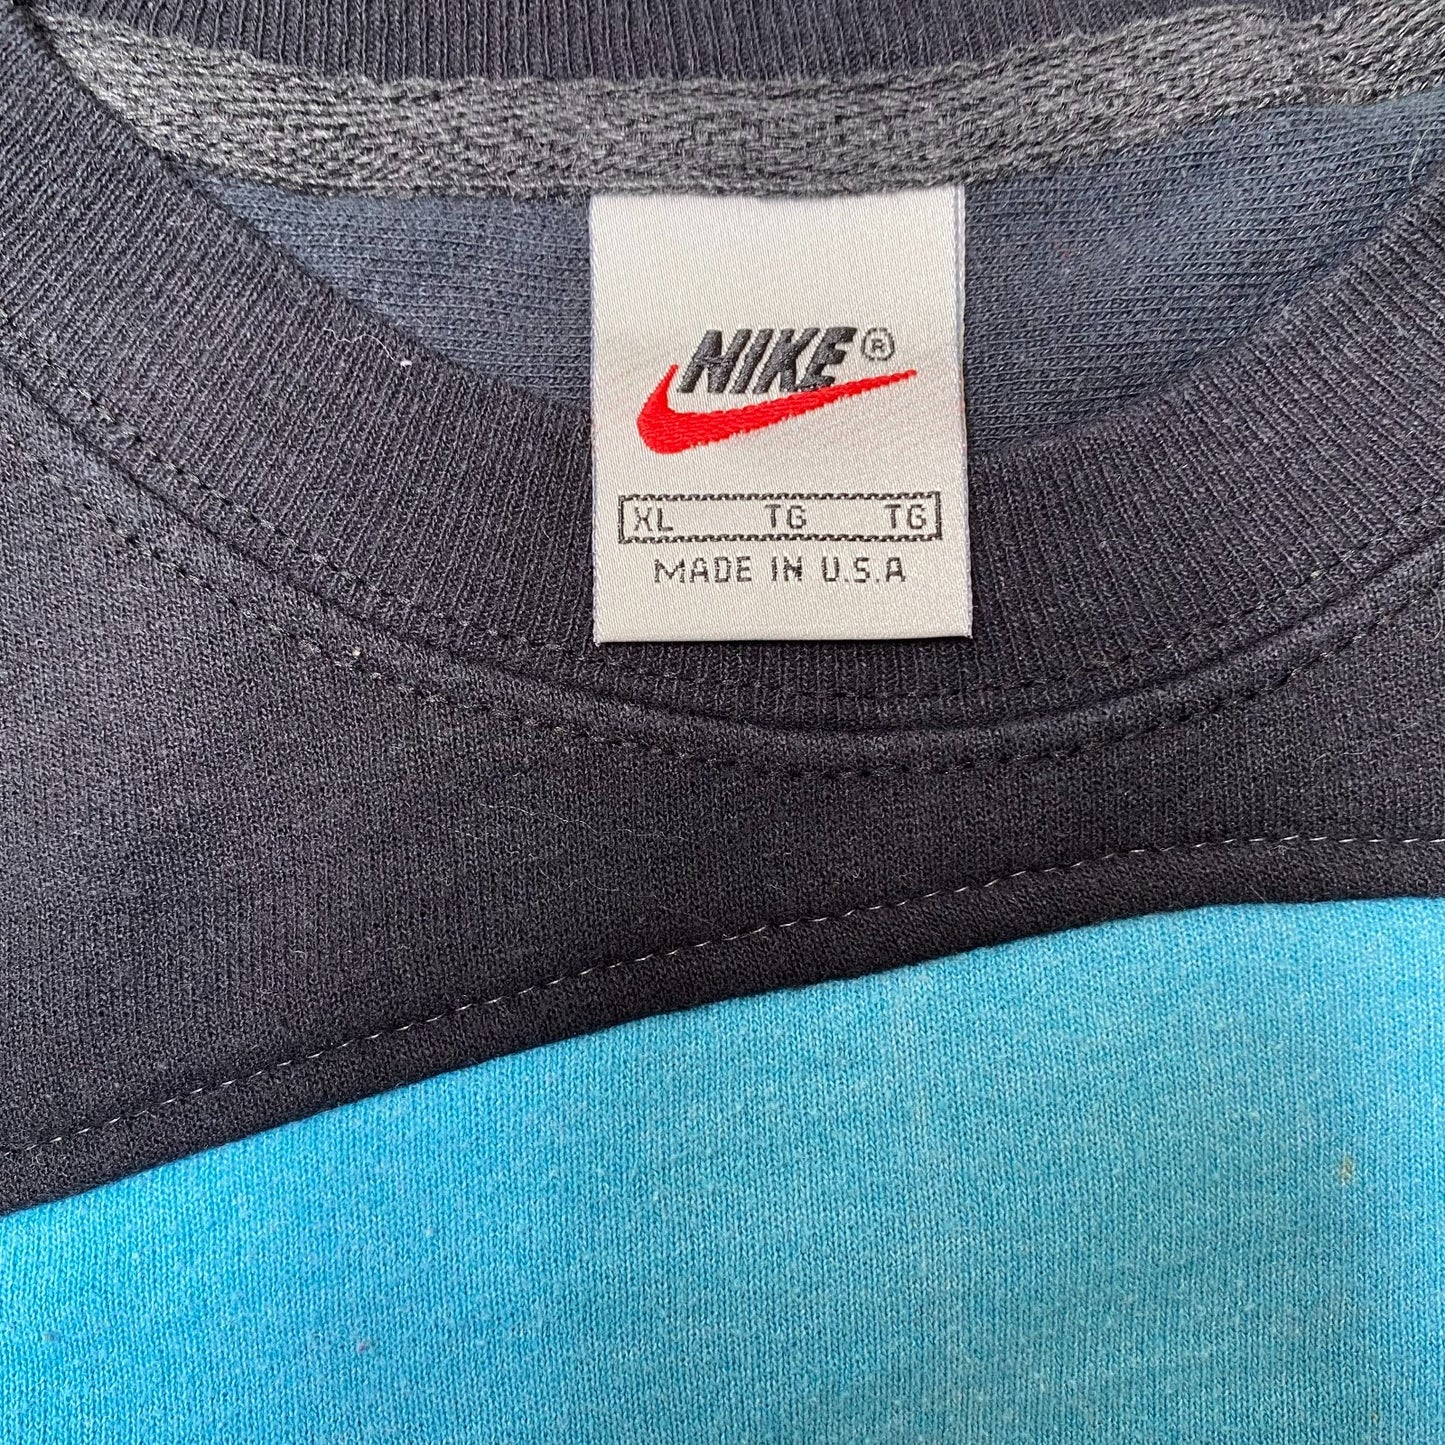 NIKE®
XL TG TG
MADE IN U.S.A